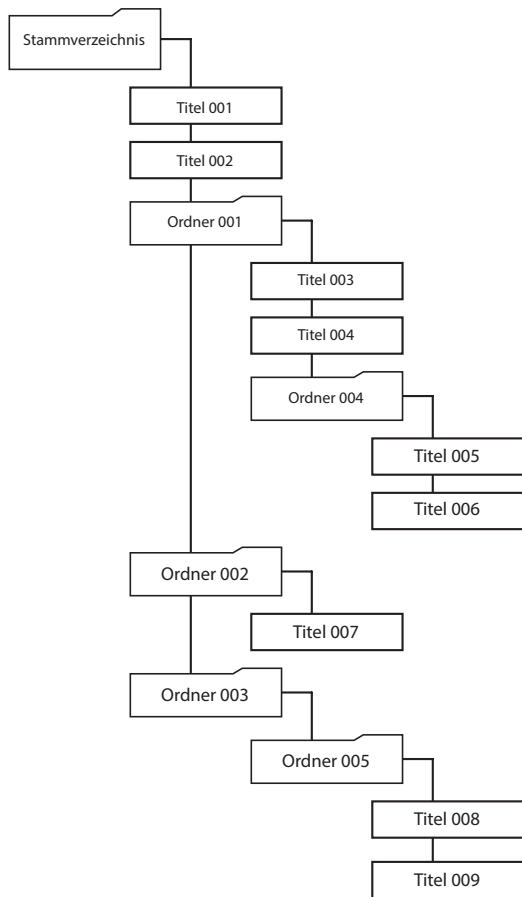 Stammverzeichnis
Titel 001
Titel 002
Ordner 001
Titel 003
Titel 004
Ordner 004
Titel 005
Titel 006
Ordner 002
Titel 007
Ordner 003
Ordner 005
Titel 008
Titel 009